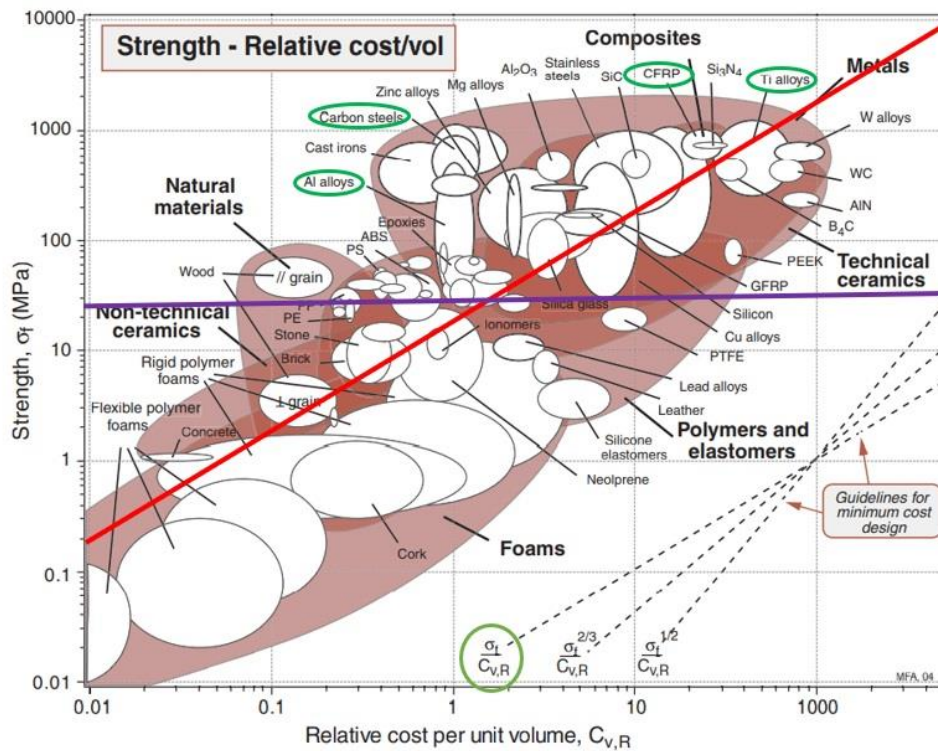 Strength - Relative cost/vol
10000
1000
100
10
1
0.1
0.01
Strength, σf (MPa)
Composites
Al2O3
Stainless
steels
SiC
CFRP
Si3N4
Ti alloys
Metals
Zinc alloys
Mg alloys
Carbon steels
W alloys
Cast irons
WC
Natural
materials
Al alloys
AlN
Epoxies
B4C
ABS
PS
Technical
ceramics
PEEK
Wood
// grain
GFRP
PP
Silica glass
Non-technical
ceramics
PE
Silicon
Stone
Ionomers
Cu alloys
Brick
PTFE
Rigid polymer
foams
Lead alloys
Leather
⊥ grain
Flexible polymer
foams
Polymers and
elastomers
Concrete
Silicone
elastomers
Neolprene
Guidelines for
minimum cost
design
Foams
Cork
σf
Cv,R
σf2/3
Cv,R
σf1/2
Cv,R
MFA, 04
0.01
0.1
1
10
1000
Relative cost per unit volume, Cv,R